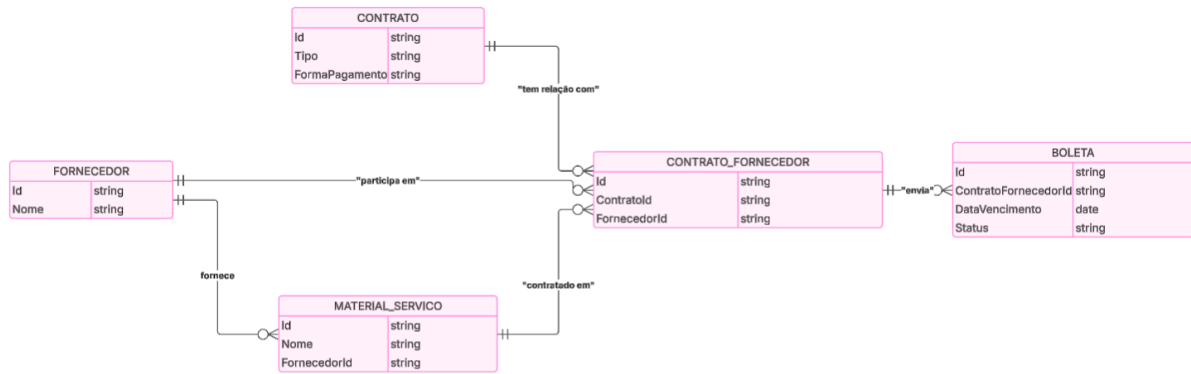 CONTRATO
Id string
Tipo string
FormaPagamento string
"tem relação com"
FORNECEDOR
Id string
Nome string
"participa em"
CONTRATO_FORNECEDOR
Id string
ContratoId string
FornecedorId string
"envia"
BOLETA
Id string
ContratoFornecedorId string
DataVencimento date
Status string
fornece
"contratado em"
MATERIAL_SERVICO
Id string
Nome string
FornecedorId string